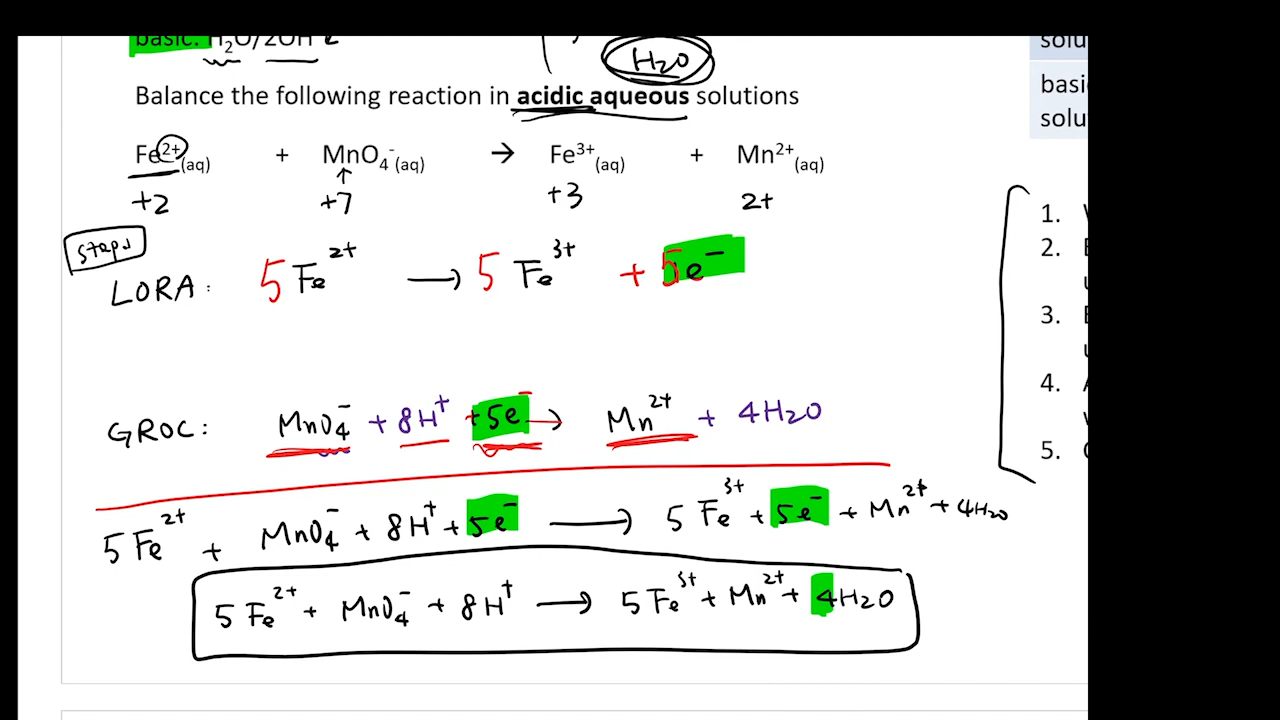 basic: H₂O/2OH⁻
H₂O
Balance the following reaction in acidic aqueous solutions
Fe²⁺(aq) + MnO₄⁻(aq) → Fe³⁺(aq) + Mn²⁺(aq)
+2 +7 +3 2+
Step1
LORA: 5 Fe²⁺ → 5 Fe³⁺ + 5e⁻
GROC: MnO₄⁻ + 8H⁺ + 5e⁻ → Mn²⁺ + 4H₂O
5 Fe²⁺ + MnO₄⁻ + 8H⁺ + 5e⁻ → 5 Fe³⁺ + 5e⁻ + Mn²⁺ + 4H₂O
5 Fe²⁺ + MnO₄⁻ + 8H⁺ → 5 Fe³⁺ + Mn²⁺ + 4H₂O
solu
basi
solu
1.
2.
3.
4.
5.